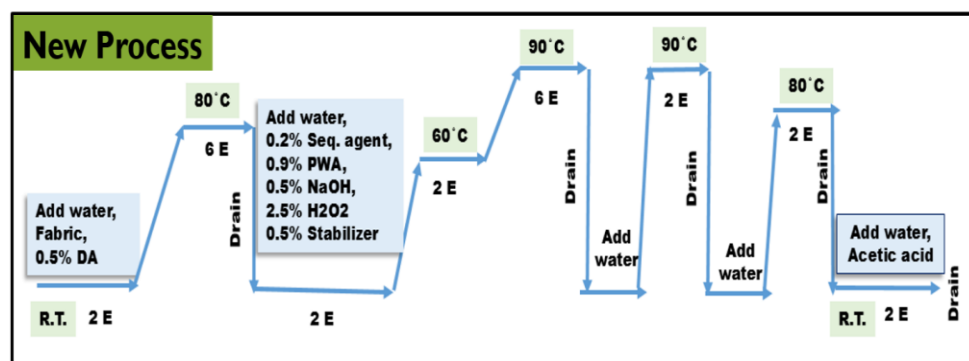 New Process
Add water,
Fabric,
0.5% DA
R.T.
2 E
80°C
6 E
Drain
Add water,
0.2% Seq. agent,
0.9% PWA,
0.5% NaOH,
2.5% H2O2
0.5% Stabilizer
2 E
60°C
2 E
90°C
6 E
Drain
Add
water
90°C
2 E
Drain
Add
water
80°C
2 E
Drain
Add water,
Acetic acid
R.T.
2 E
Drain